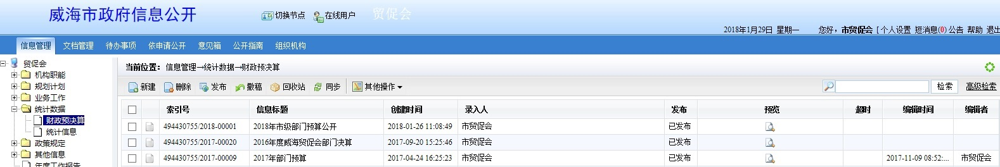 威海市政府信息公开
切换节点 在线用户 贸促会
2018年1月29日 星期一 您好，市贸促会 [ 个人设置 短消息(0) 公告 帮助 退出
信息管理 文档管理 待办事项 依申请公开 意见箱 公开指南 组织机构
贸促会
机构职能
规划计划
业务工作
统计数据
财政预决算
统计信息
政策规定
其他信息
年度工作报告
当前位置： 信息管理→统计数据→财政预决算
新建 删除 发布 撤稿 回收站 同步 其他操作 检索 高级检索
索引号 信息标题 创建时间 录入人 发布 预览 超时 编辑时间 编辑者
494430755/2018-00001 2018年市级部门预算公开 2018-01-26 11:08:49 市贸促会 已发布
494430755/2017-00020 2016年度威海贸促会部门决算 2017-09-20 15:25:46 市贸促会 已发布
494430755/2017-00009 2017年部门预算 2017-04-24 16:25:23 市贸促会 已发布 2017-11-09 08:52:... 市贸促会